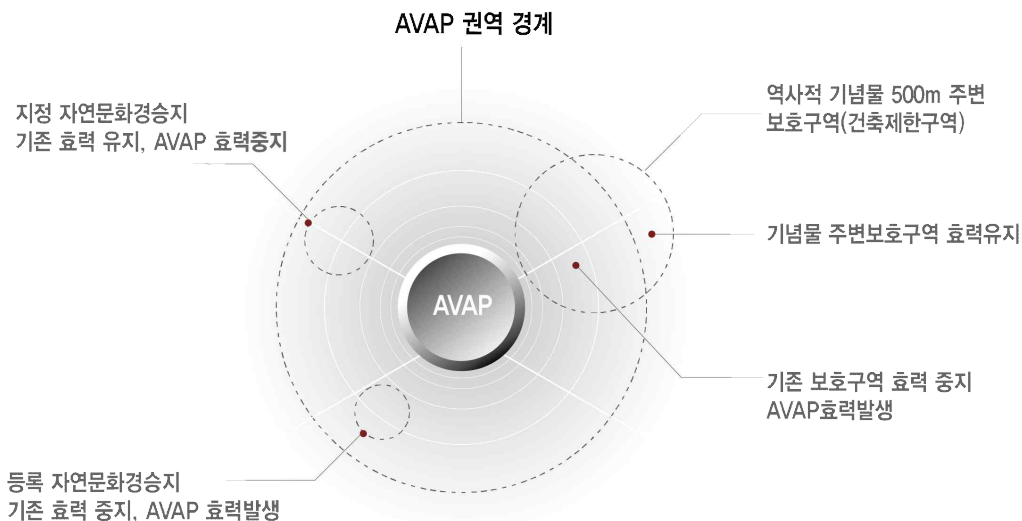 AVAP 권역 경계
지정 자연문화경승지
기존 효력 유지, AVAP 효력중지
역사적 기념물 500m 주변
보호구역(건축제한구역)
기념물 주변보호구역 효력유지
AVAP
기존 보호구역 효력 중지
AVAP효력발생
등록 자연문화경승지
기존 효력 중지, AVAP 효력발생